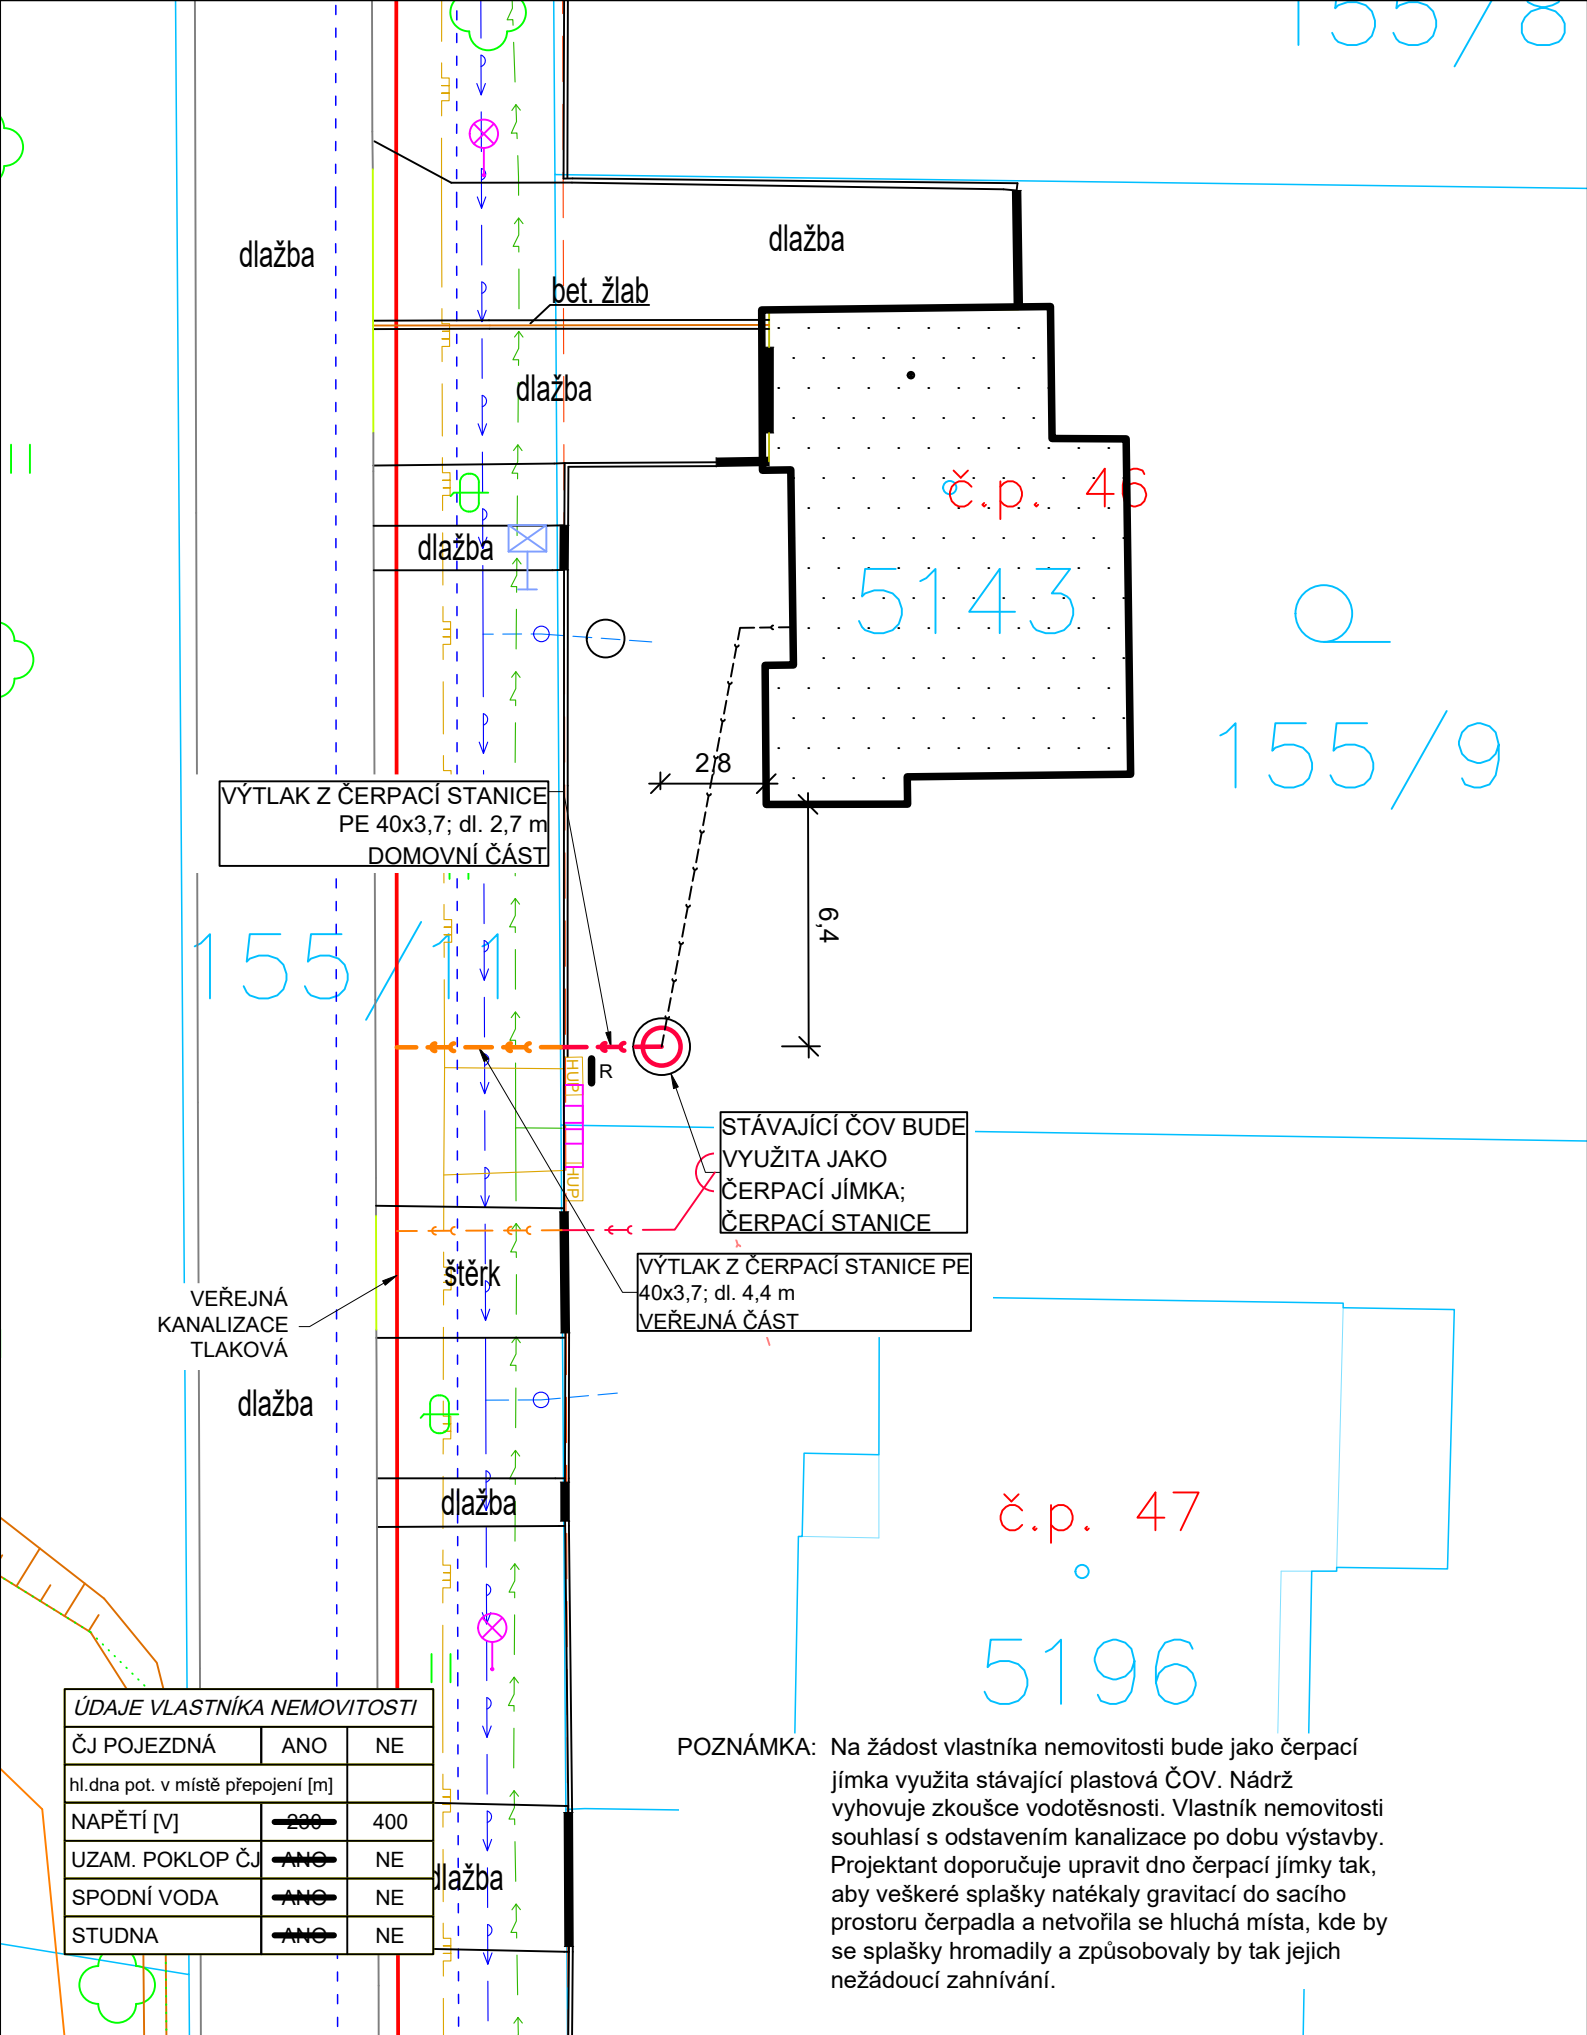 155/8
dlažba
dlažba
bet. žlab
dlažba
č.p. 46
dlažba
5143
155/9
2,8
VÝTLAK Z ČERPACÍ STANICE
PE 40x3,7; dl. 2,7 m
DOMOVNÍ ČÁST
6,4
155/11
HUP
R
STÁVAJÍCÍ ČOV BUDE
VYUŽITA JAKO
ČERPACÍ JÍMKA;
ČERPACÍ STANICE
HUP
VÝTLAK Z ČERPACÍ STANICE PE
40x3,7; dl. 4,4 m
VEŘEJNÁ ČÁST
štěrk
VEŘEJNÁ
KANALIZACE
TLAKOVÁ
dlažba
dlažba
č.p. 47
5196
ÚDAJE VLASTNÍKA NEMOVITOSTI
ČJ POJEZDNÁ ANO NE
hl.dna pot. v místě přepojení [m]
NAPĚTÍ [V] 230 400
UZAM. POKLOP ČJ ANO NE
SPODNÍ VODA ANO NE
STUDNA ANO NE
dlažba
POZNÁMKA: Na žádost vlastníka nemovitosti bude jako čerpací
jímka využita stávající plastová ČOV. Nádrž
vyhovuje zkoušce vodotěsnosti. Vlastník nemovitosti
souhlasí s odstavením kanalizace po dobu výstavby.
Projektant doporučuje upravit dno čerpací jímky tak,
aby veškeré splašky natékaly gravitací do sacího
prostoru čerpadla a netvořila se hluchá místa, kde by
se splašky hromadily a způsobovaly by tak jejich
nežádoucí zahnívání.